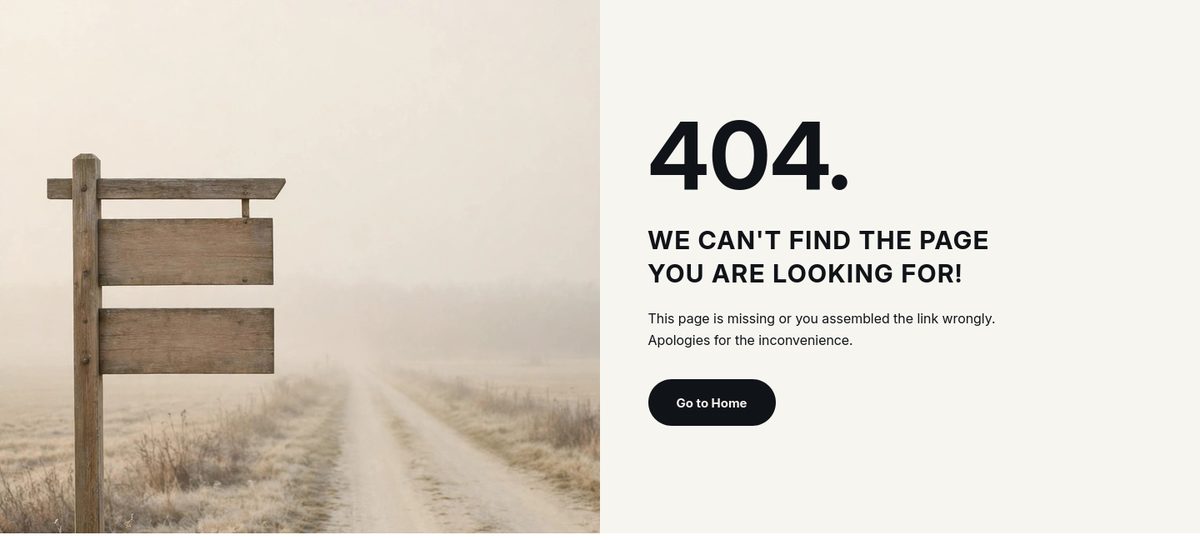 404.
WE CAN'T FIND THE PAGE
YOU ARE LOOKING FOR!
This page is missing or you assembled the link wrongly.
Apologies for the inconvenience.
Go to Home